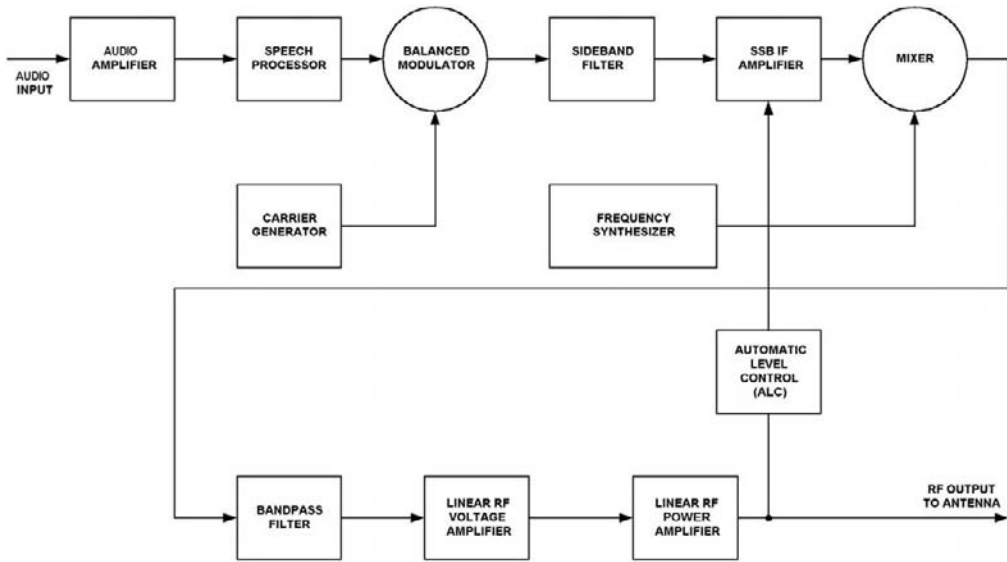 AUDIO
INPUT
AUDIO
AMPLIFIER
SPEECH
PROCESSOR
BALANCED
MODULATOR
SIDEBAND
FILTER
SSB IF
AMPLIFIER
MIXER
CARRIER
GENERATOR
FREQUENCY
SYNTHESIZER
AUTOMATIC
LEVEL
CONTROL
(ALC)
BANDPASS
FILTER
LINEAR RF
VOLTAGE
AMPLIFIER
LINEAR RF
POWER
AMPLIFIER
RF OUTPUT
TO ANTENNA